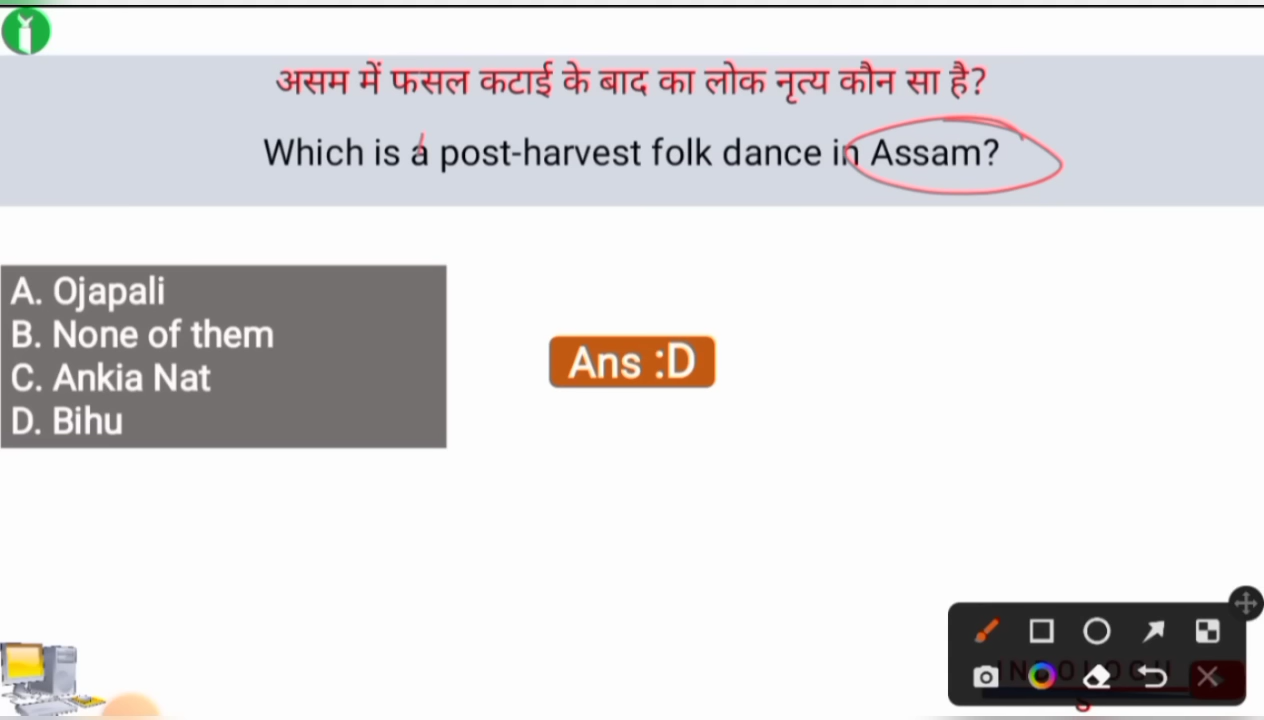 असम में फसल कटाई के बाद का लोक नृत्य कौन सा है?
Which is a post-harvest folk dance in Assam?
A. Ojapali
B. None of them
C. Ankia Nat
D. Bihu
Ans :D